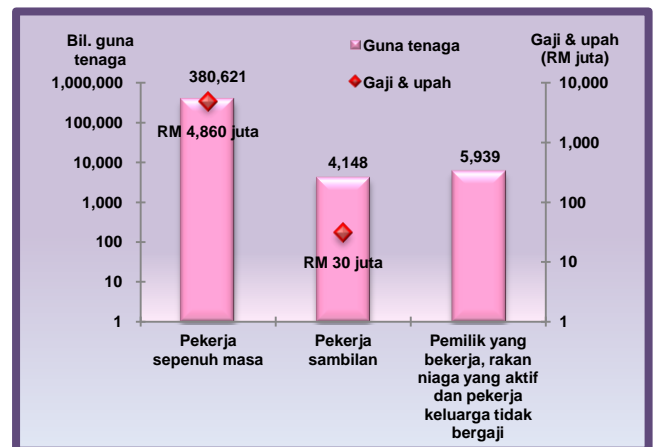 Bil. guna
tenaga
Guna tenaga
Gaji & upah
Gaji & upah
(RM juta)
1,000,000
100,000
10,000
1,000
100
10
1
380,621
RM 4,860 juta
4,148
RM 30 juta
5,939
10,000
1,000
100
10
1
Pekerja
sepenuh masa
Pekerja
sambilan
Pemilik yang
bekerja, rakan
niaga yang aktif
dan pekerja
keluarga tidak
bergaji